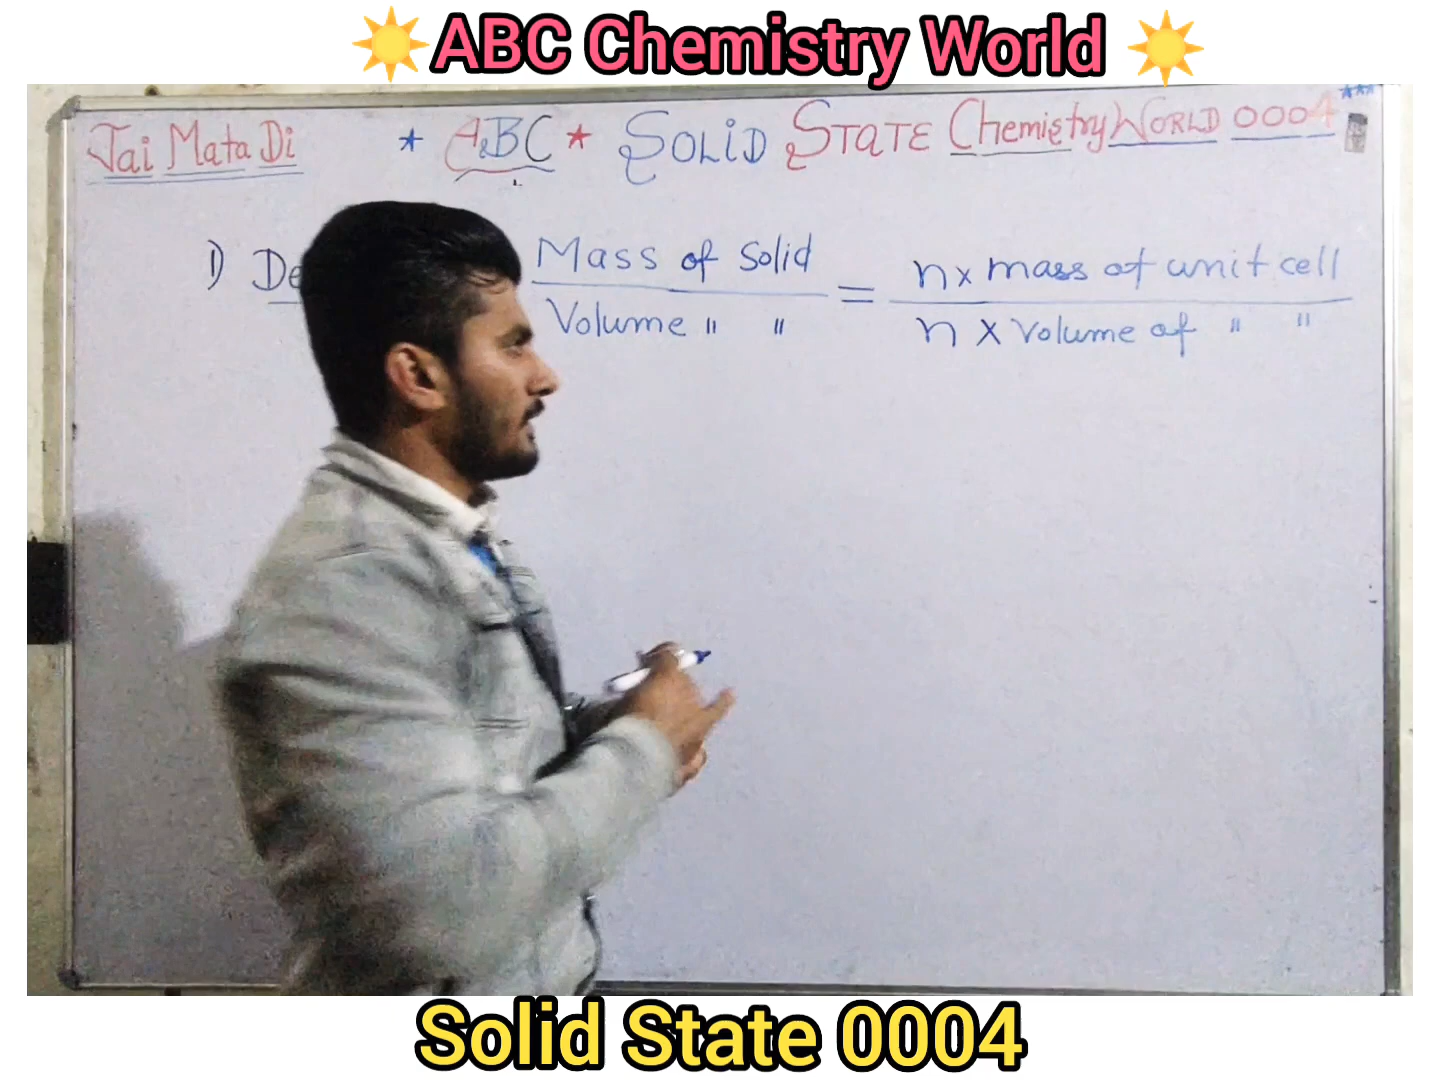 ☀️ABC Chemistry World ☀️
Jai Mata Di * ABC * SOLiD STATE Chemistry WORLD 0004
1) De
Mass of Solid / Volume " " = n x mass of unit cell / n x Volume of " "
Solid State 0004